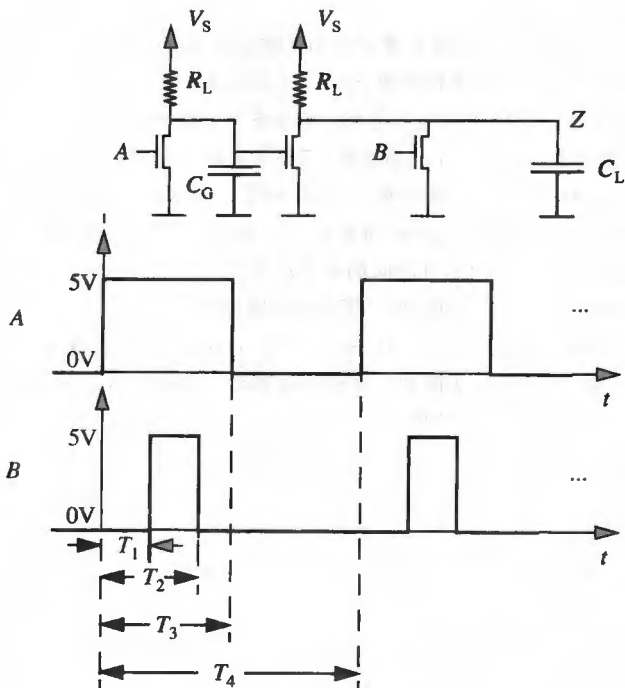 V_S V_S
R_L R_L
A C_G B Z C_L
5V
A
0V
...
t
5V
B
0V
...
t
T_1
T_2
T_3
T_4